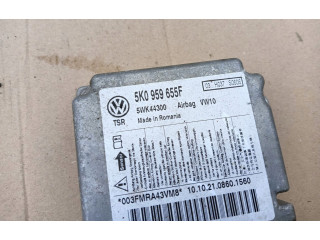 5K0 959 655F
5WK44300 Airbag VW10
TSR
Made in Romania
*003FMRA43VM8* 10.10.21.0860.1560